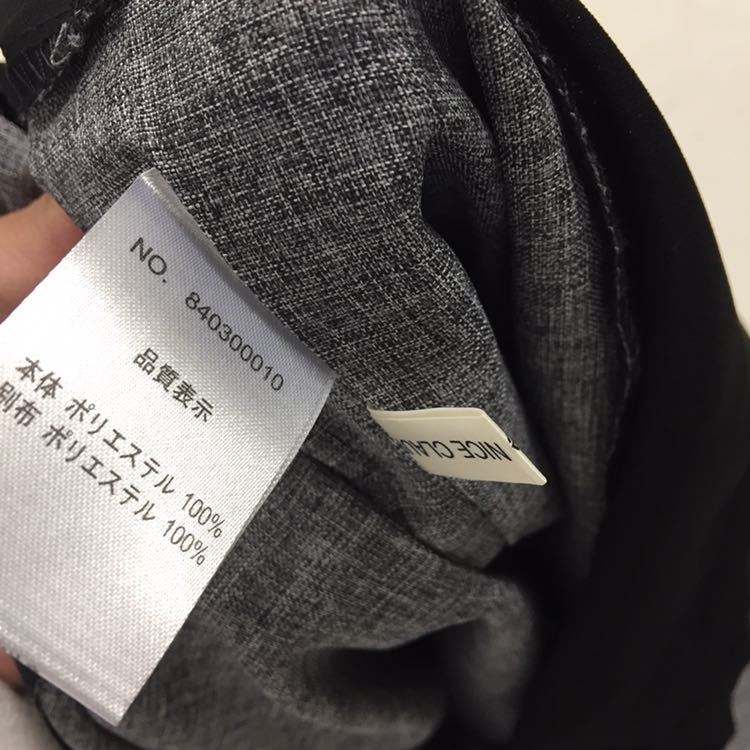 NO. 840300010
品質表示
本体 ポリエステル 100%
別布 ポリエステル 100%
NICE